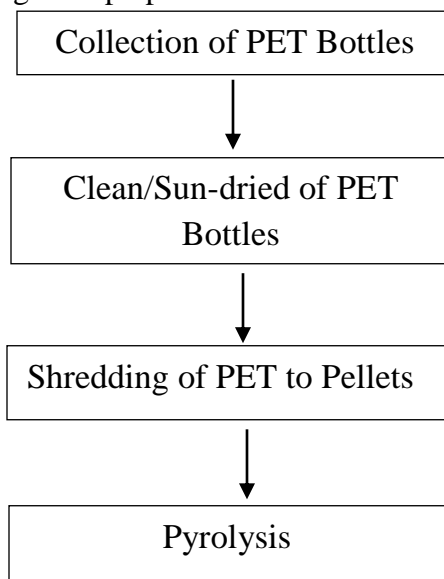 Collection of PET Bottles
Clean/Sun-dried of PET
Bottles
Shredding of PET to Pellets
Pyrolysis